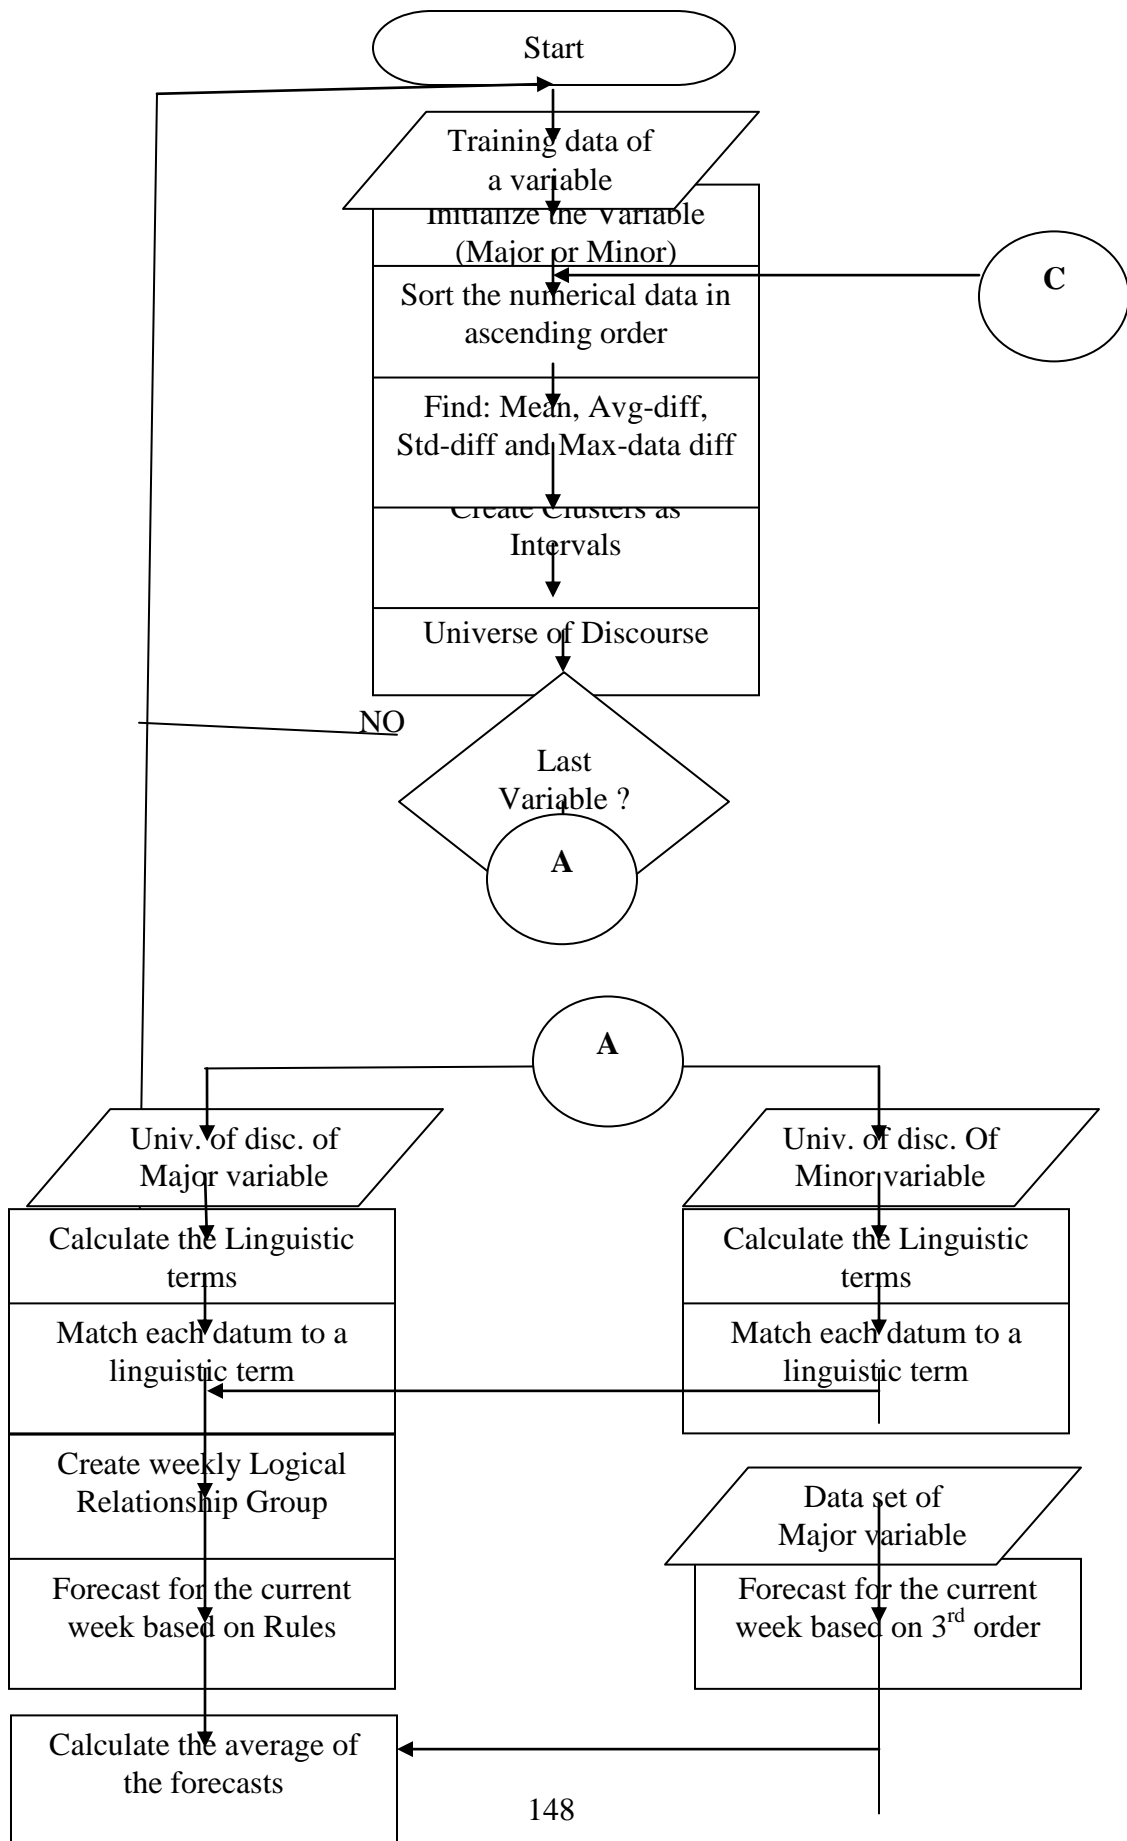 Start
Training data of
a variable
Initialize the Variable
(Major or Minor)
C
Sort the numerical data in
ascending order
Find: Mean, Avg-diff,
Std-diff and Max-data diff
Create Clusters as
Intervals
Universe of Discourse
NO
Last
Variable ?
A
A
Univ. of disc. of
Major variable
Univ. of disc. Of
Minor variable
Calculate the Linguistic
terms
Calculate the Linguistic
terms
Match each datum to a
linguistic term
Match each datum to a
linguistic term
Create weekly Logical
Relationship Group
Data set of
Major variable
Forecast for the current
week based on Rules
Forecast for the current
week based on 3rd order
Calculate the average of
the forecasts
148